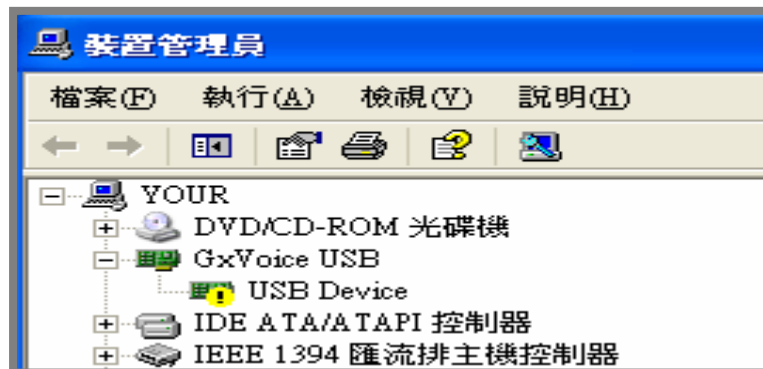 裝置管理員
檔案(F) 執行(A) 檢視(V) 說明(H)
YOUR
DVD/CD-ROM 光碟機
GxVoice USB
USB Device
IDE ATA/ATAPI 控制器
IEEE 1394 匯流排主機控制器